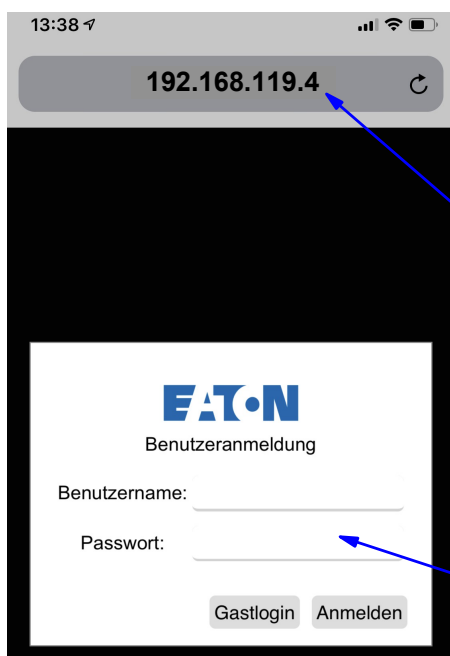 13:38
192.168.119.4
EATON
Benutzeranmeldung
Benutzername:
Passwort:
Gastlogin Anmelden